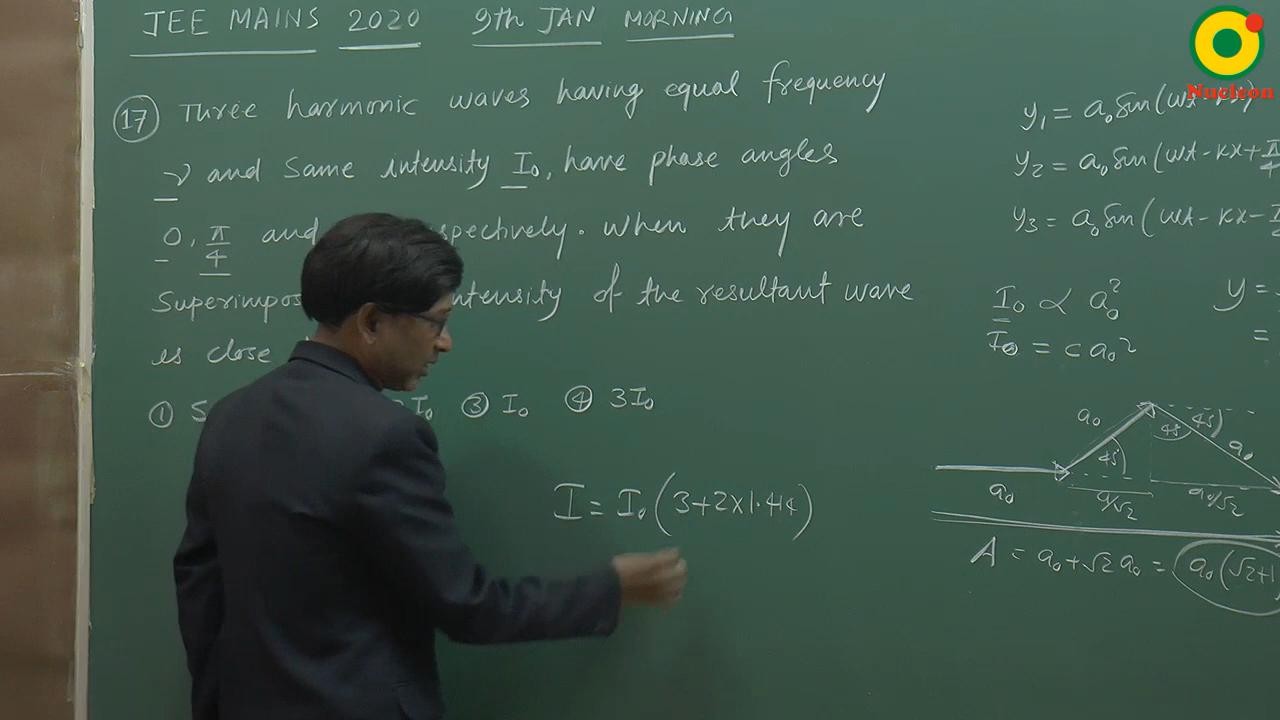 JEE MAINS 2020 9th JAN MORNING
Nucleon
17 Three harmonic waves having equal frequency
ν and same intensity I₀, have phase angles
0, π/4 and spectively. When they are
Superimpos ntensity of the resultant wave
is close
① 5 I₀ ③ I₀ ④ 3I₀
I = I₀(3+2×1.414)
y₁ = a₀ sin(ωt - kx)
y₂ = a₀ sin(ωt - kx + π/4
y₃ = a₀ sin(ωt - kx -
I₀ ∝ a₀² y =
I₀ = c a₀² =
a₀ 45 45 a₀
45
a₀ a/√2 a₀/√2
A = a₀ + √2 a₀ = a₀(√2+1